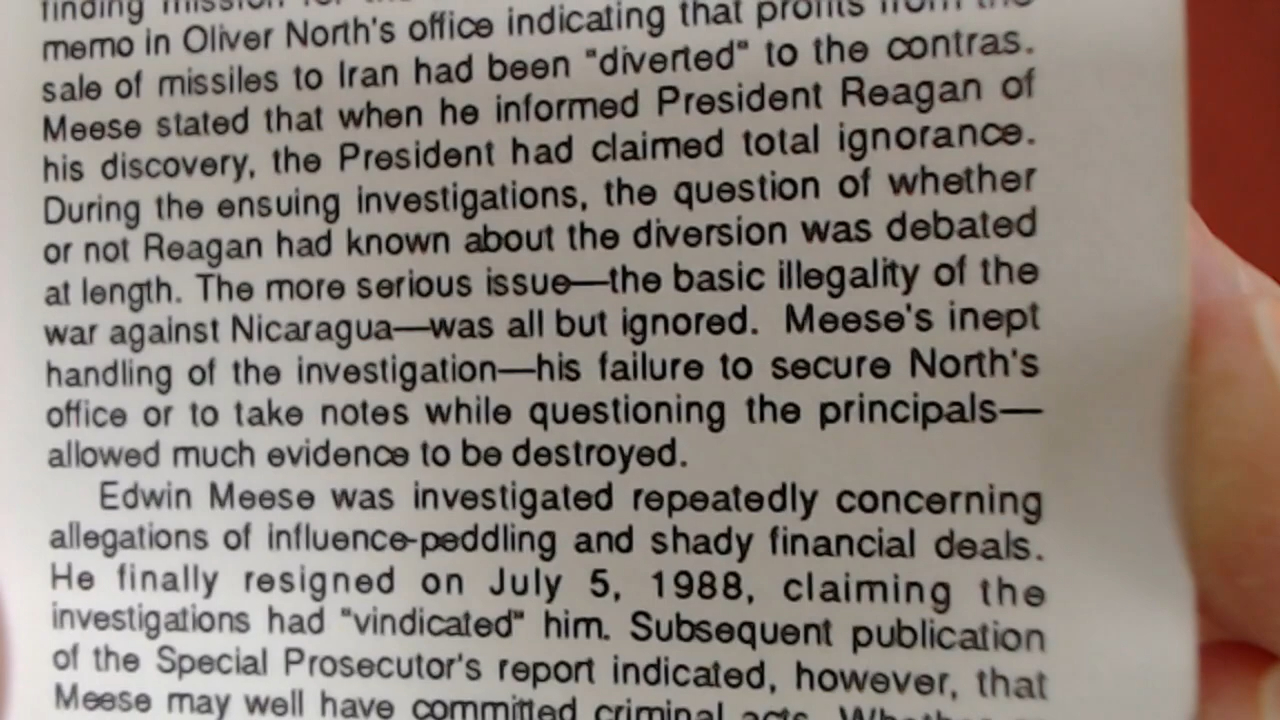 finding mission for the
memo in Oliver North's office indicating that profits from the
sale of missiles to Iran had been "diverted" to the contras.
Meese stated that when he informed President Reagan of
his discovery, the President had claimed total ignorance.
During the ensuing investigations, the question of whether
or not Reagan had known about the diversion was debated
at length. The more serious issue—the basic illegality of the
war against Nicaragua—was all but ignored. Meese's inept
handling of the investigation—his failure to secure North's
office or to take notes while questioning the principals—
allowed much evidence to be destroyed.
Edwin Meese was investigated repeatedly concerning
allegations of influence-peddling and shady financial deals.
He finally resigned on July 5, 1988, claiming the
investigations had "vindicated" him. Subsequent publication
of the Special Prosecutor's report indicated, however, that
Meese may well have committed criminal acts.